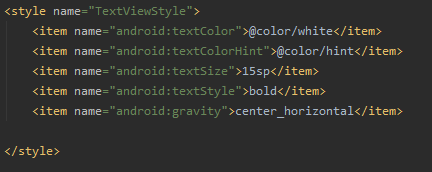 <style name="TextViewStyle">
<item name="android:textColor">@color/white</item>
<item name="android:textColorHint">@color/hint</item>
<item name="android:textSize">15sp</item>
<item name="android:textStyle">bold</item>
<item name="android:gravity">center_horizontal</item>
</style>